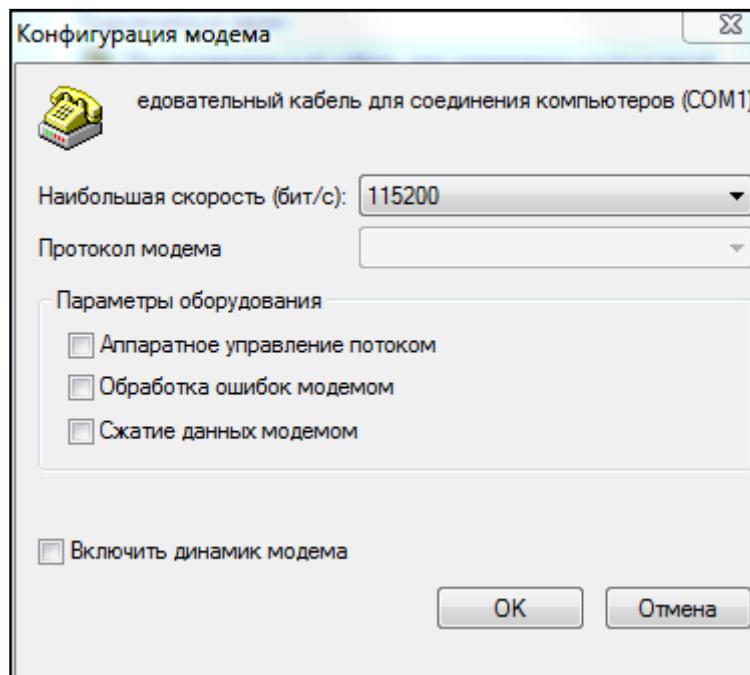 Конфигурация модема
едовательный кабель для соединения компьютеров (COM1)
Наибольшая скорость (бит/с): 115200
Протокол модема
Параметры оборудования
Аппаратное управление потоком
Обработка ошибок модемом
Сжатие данных модемом
Включить динамик модема
OK Отмена